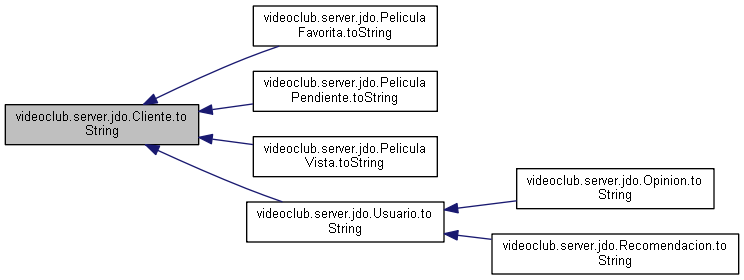 videoclub.server.jdo.Pelicula
Favorita.toString
videoclub.server.jdo.Pelicula
Pendiente.toString
videoclub.server.jdo.Cliente.to
String
videoclub.server.jdo.Pelicula
Vista.toString
videoclub.server.jdo.Opinion.to
String
videoclub.server.jdo.Usuario.to
String
videoclub.server.jdo.Recomendacion.to
String